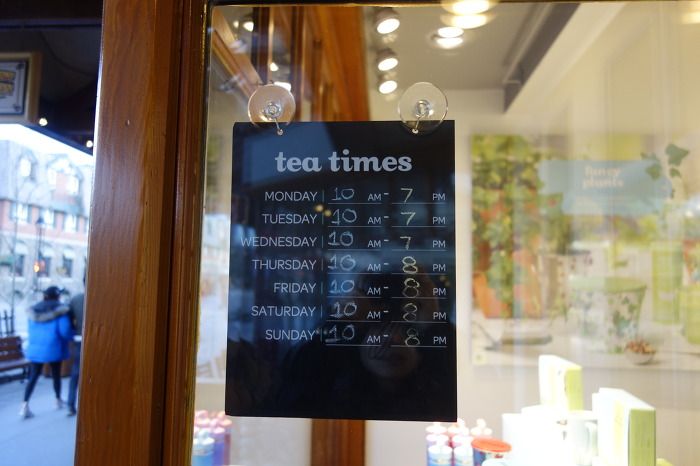 tea times
MONDAY 10 AM - 7 PM
TUESDAY 10 AM - 7 PM
WEDNESDAY 10 AM - 7 PM
THURSDAY 10 AM - 8 PM
FRIDAY 10 AM - 8 PM
SATURDAY 10 AM - 8 PM
SUNDAY 10 AM - 8 PM
fancy
plants